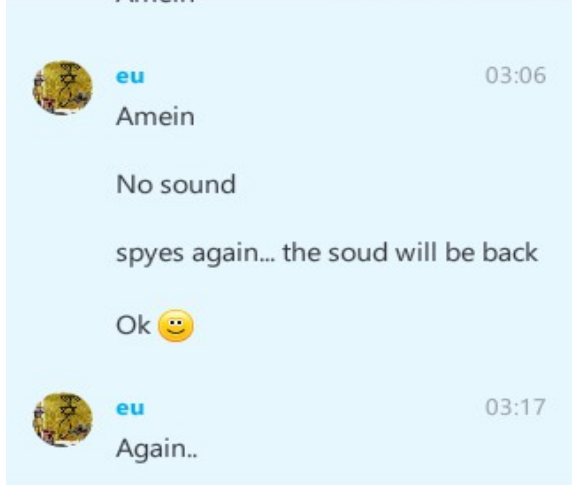 eu 03:06
Amein
No sound
spyes again... the soud will be back
Ok
eu 03:17
Again..